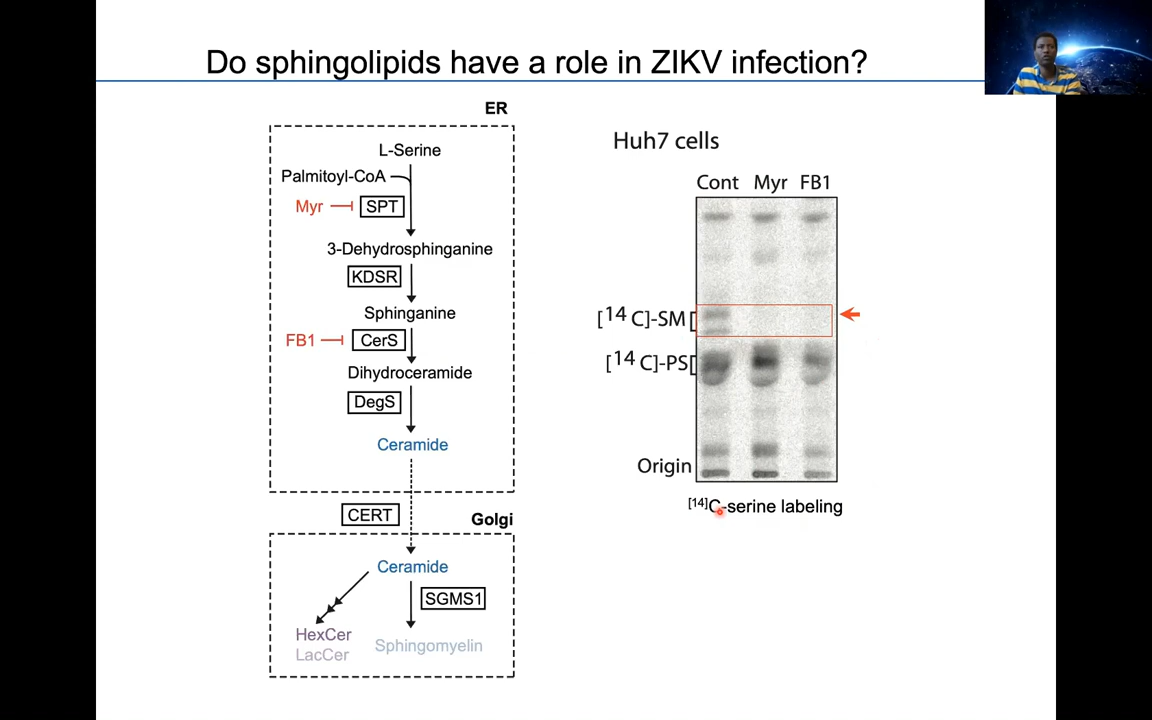 Do sphingolipids have a role in ZIKV infection?
ER
L-Serine
Palmitoyl-CoA
Myr
SPT
3-Dehydrosphinganine
KDSR
Sphinganine
FB1
CerS
Dihydroceramide
DegS
Ceramide
CERT
Golgi
Ceramide
SGMS1
HexCer
LacCer
Sphingomyelin
Huh7 cells
Cont Myr FB1
[14 C]-SM
[14 C]-PS
Origin
[14]C-serine labeling